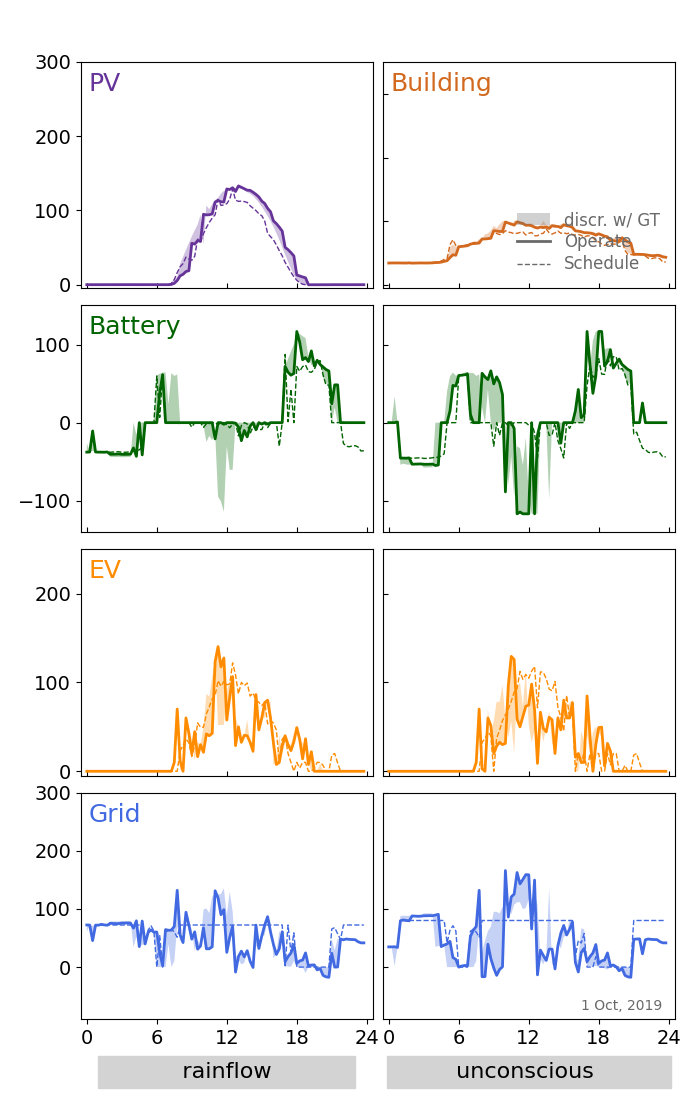 300
PV
Building
200
discr. w/ GT
100
Operate
Schedule
0
Battery
100
0
−100
EV
200
100
0
300
Grid
200
100
0
1 Oct, 2019
0 6 12 18 24 0 6 12 18 24
rainflow
unconscious